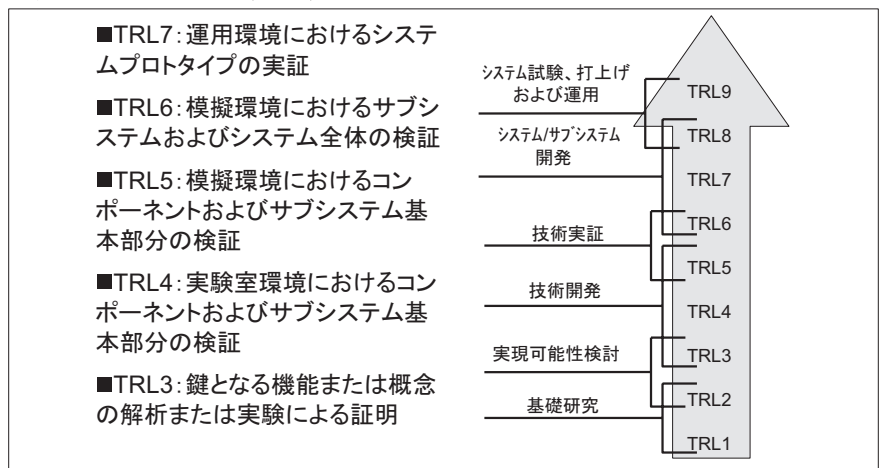 ■TRL7:運用環境におけるシステ
ムプロトタイプの実証
■TRL6:模擬環境におけるサブシ
ステムおよびシステム全体の検証
■TRL5:模擬環境におけるコン
ポーネントおよびサブシステム基
本部分の検証
■TRL4:実験室環境におけるコン
ポーネントおよびサブシステム基
本部分の検証
■TRL3:鍵となる機能または概念
の解析または実験による証明
システム試験、打上げ
および運用
システム/サブシステム
開発
技術実証
技術開発
実現可能性検討
基礎研究
TRL9
TRL8
TRL7
TRL6
TRL5
TRL4
TRL3
TRL2
TRL1